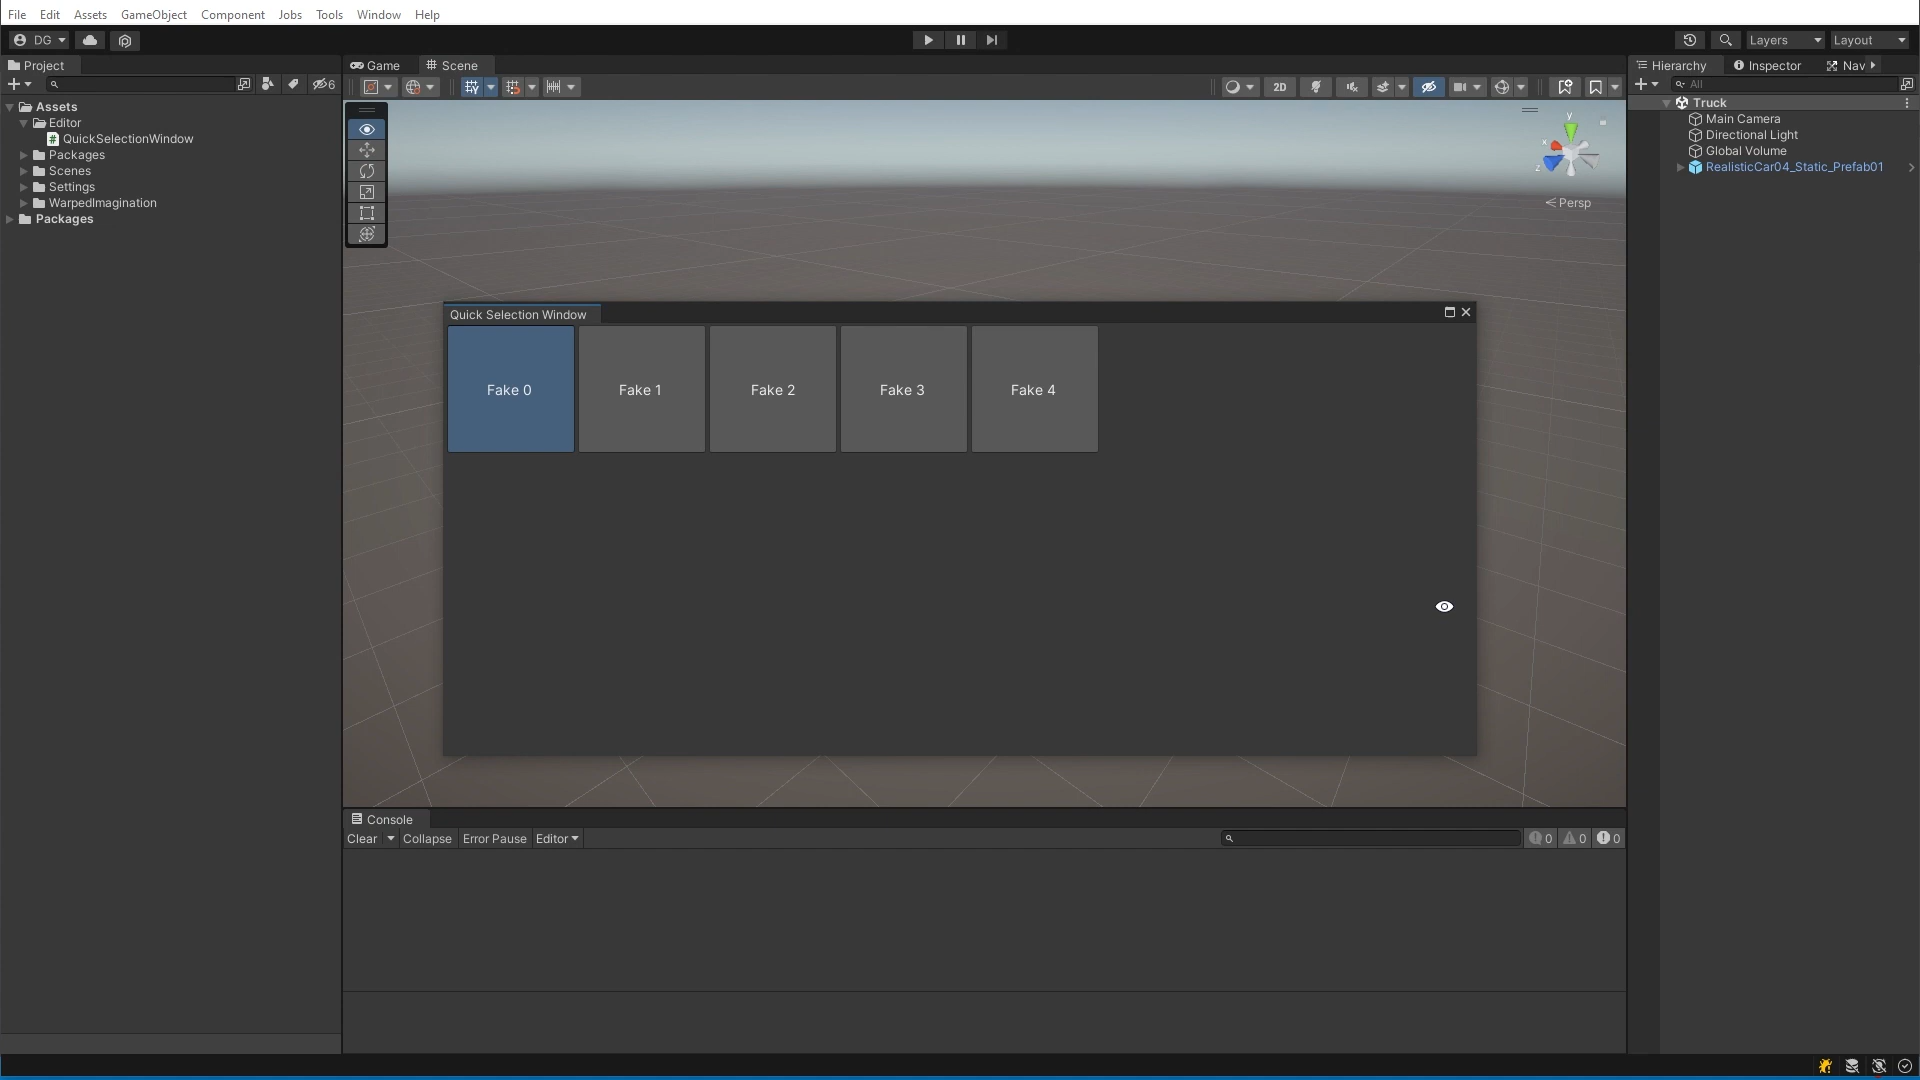 File Edit Assets GameObject Component Jobs Tools Window Help
DG
Layers
Layout
Project
6
Assets
Editor
# QuickSelectionWindow
Packages
Scenes
Settings
WarpedImagination
Packages
Game
Scene
2D
y
x
z
Persp
Quick Selection Window
Fake 0
Fake 1
Fake 2
Fake 3
Fake 4
Console
Clear Collapse Error Pause Editor
0 0 0
Hierarchy
Inspector
Nav
All
Truck
Main Camera
Directional Light
Global Volume
RealisticCar04_Static_Prefab01